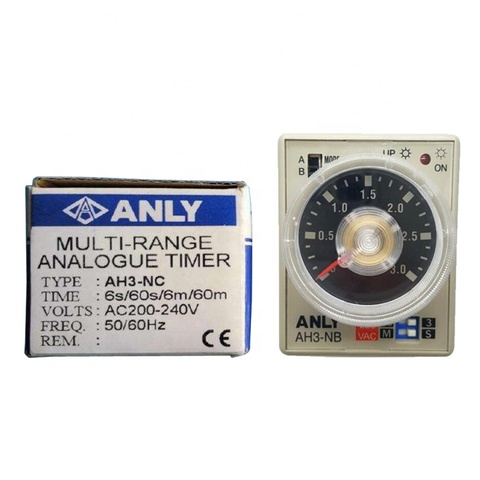 ANLY
MULTI-RANGE
ANALOGUE TIMER
TYPE : AH3-NC
TIME : 6s/60s/6m/60m
VOLTS : AC200-240V
FREQ. : 50/60Hz
REM. :
CE
A
B
MODE
UP
ON
0.5
1.0
1.5
2.0
2.5
3.0
ANLY
AH3-NB
VAC
M
3
S